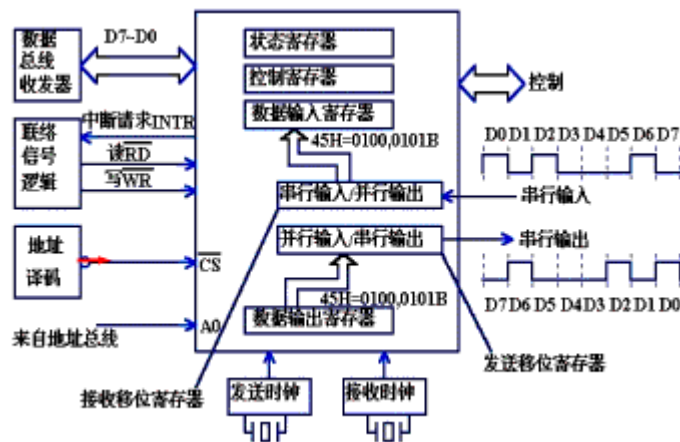 数据
总线
收发器
D7~D0
状态寄存器
控制寄存器
数据输入寄存器
控制
联络
信号
逻辑
中断请求INTR
读RD
写WR
45H=0100,0101B
D0 D1 D2 D3 D4 D5 D6 D7
串行输入/并行输出
串行输入
并行输入/串行输出
串行输出
地址
译码
CS
D7 D6 D5 D4 D3 D2 D1 D0
45H=0100,0101B
数据输出寄存器
A0
来自地址总线
接收移位寄存器
发送时钟
接收时钟
发送移位寄存器